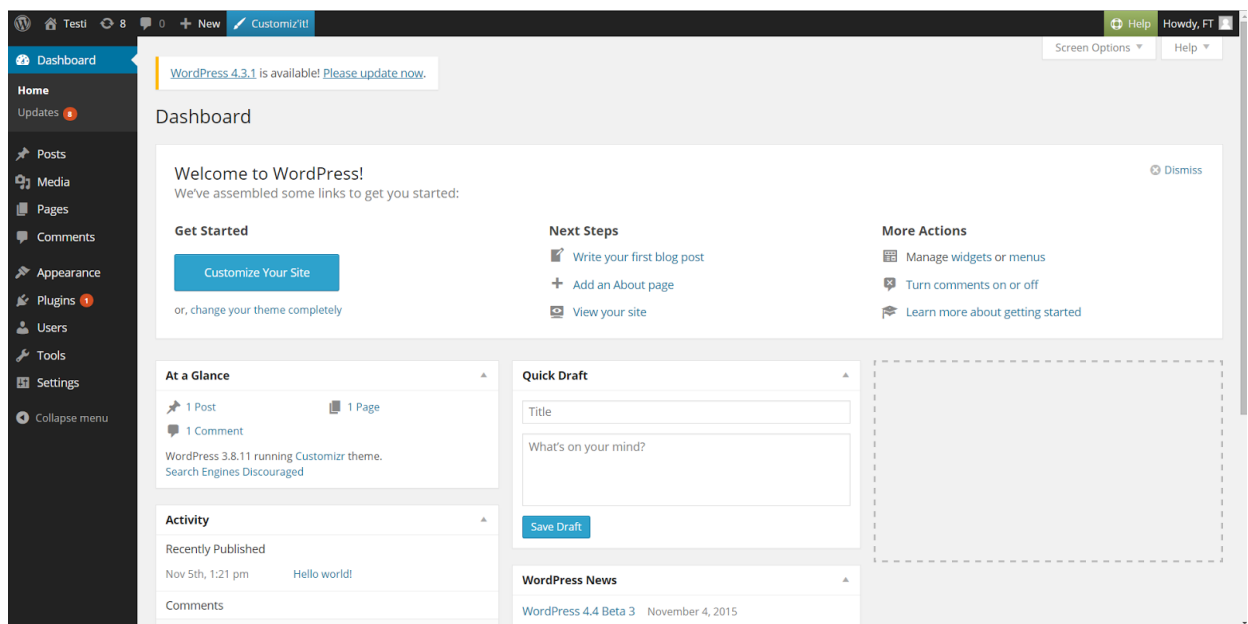 Testi 8 0 + New Customiz'it! Help Howdy, FT
Screen Options Help
Dashboard
Home
Updates 8
Posts
Media
Pages
Comments
Appearance
Plugins 1
Users
Tools
Settings
Collapse menu
WordPress 4.3.1 is available! Please update now.
Dashboard
Welcome to WordPress!
We've assembled some links to get you started:
Dismiss
Get Started
Customize Your Site
or, change your theme completely
Next Steps
Write your first blog post
Add an About page
View your site
More Actions
Manage widgets or menus
Turn comments on or off
Learn more about getting started
At a Glance
1 Post 1 Page
1 Comment
WordPress 3.8.11 running Customizr theme.
Search Engines Discouraged
Activity
Recently Published
Nov 5th, 1:21 pm Hello world!
Comments
Quick Draft
Title
What's on your mind?
Save Draft
WordPress News
WordPress 4.4 Beta 3 November 4, 2015